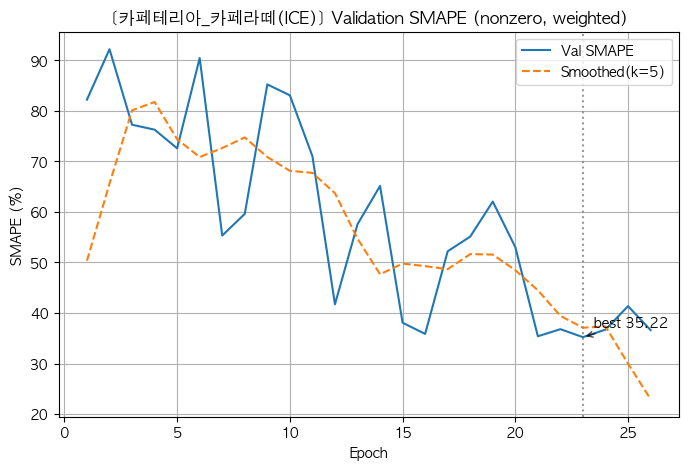 [카페테리아_카페라떼(ICE)] Validation SMAPE (nonzero, weighted)
Val SMAPE
Smoothed(k=5)
SMAPE (%)
90
80
70
60
50
40
30
20
best 35.22
0 5 10 15 20 25
Epoch